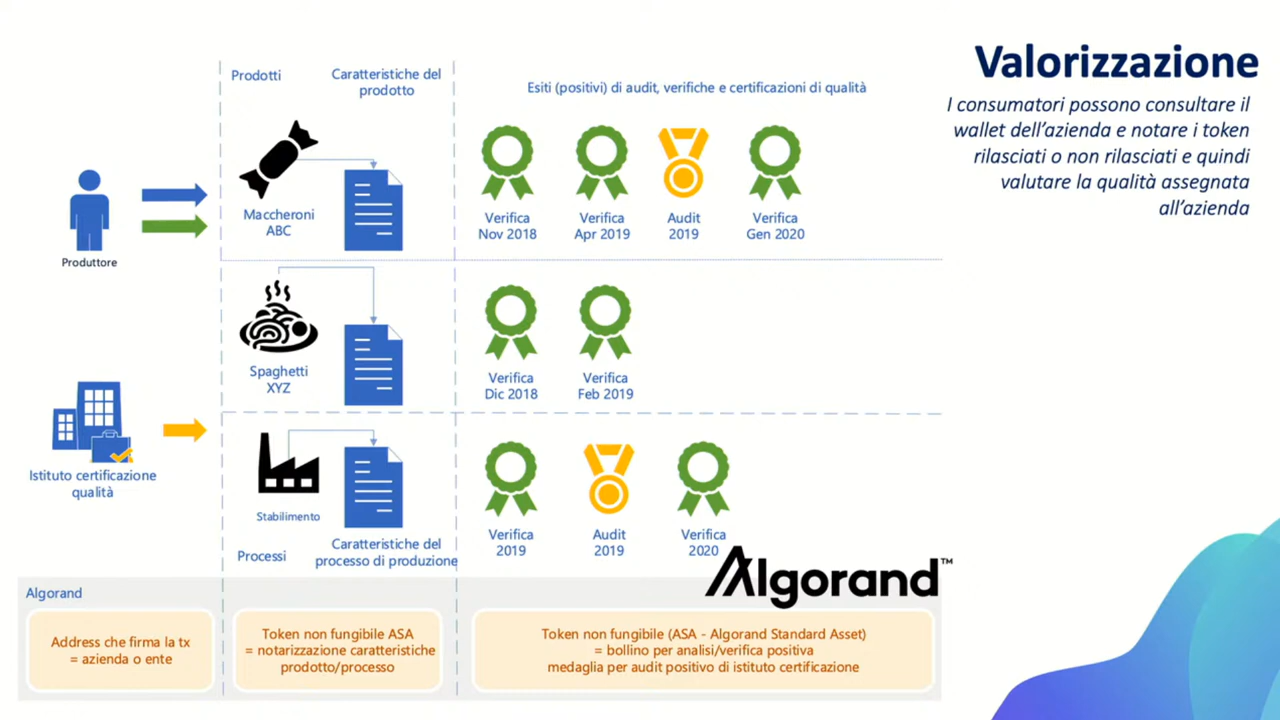 Valorizzazione
I consumatori possono consultare il
wallet dell’azienda e notare i token
rilasciati o non rilasciati e quindi
valutare la qualità assegnata
all’azienda
Prodotti
Caratteristiche del
prodotto
Esiti (positivi) di audit, verifiche e certificazioni di qualità
Produttore
Maccheroni
ABC
Verifica
Nov 2018
Verifica
Apr 2019
Audit
2019
Verifica
Gen 2020
Spaghetti
XYZ
Verifica
Dic 2018
Verifica
Feb 2019
Istituto certificazione
qualità
Stabilimento
Processi
Caratteristiche del
processo di produzione
Verifica
2019
Audit
2019
Verifica
2020
Algorand™
Algorand
Address che firma la tx
= azienda o ente
Token non fungibile ASA
= notarizzazione caratteristiche
prodotto/processo
Token non fungibile (ASA - Algorand Standard Asset)
= bollino per analisi/verifica positiva
medaglia per audit positivo di istituto certificazione